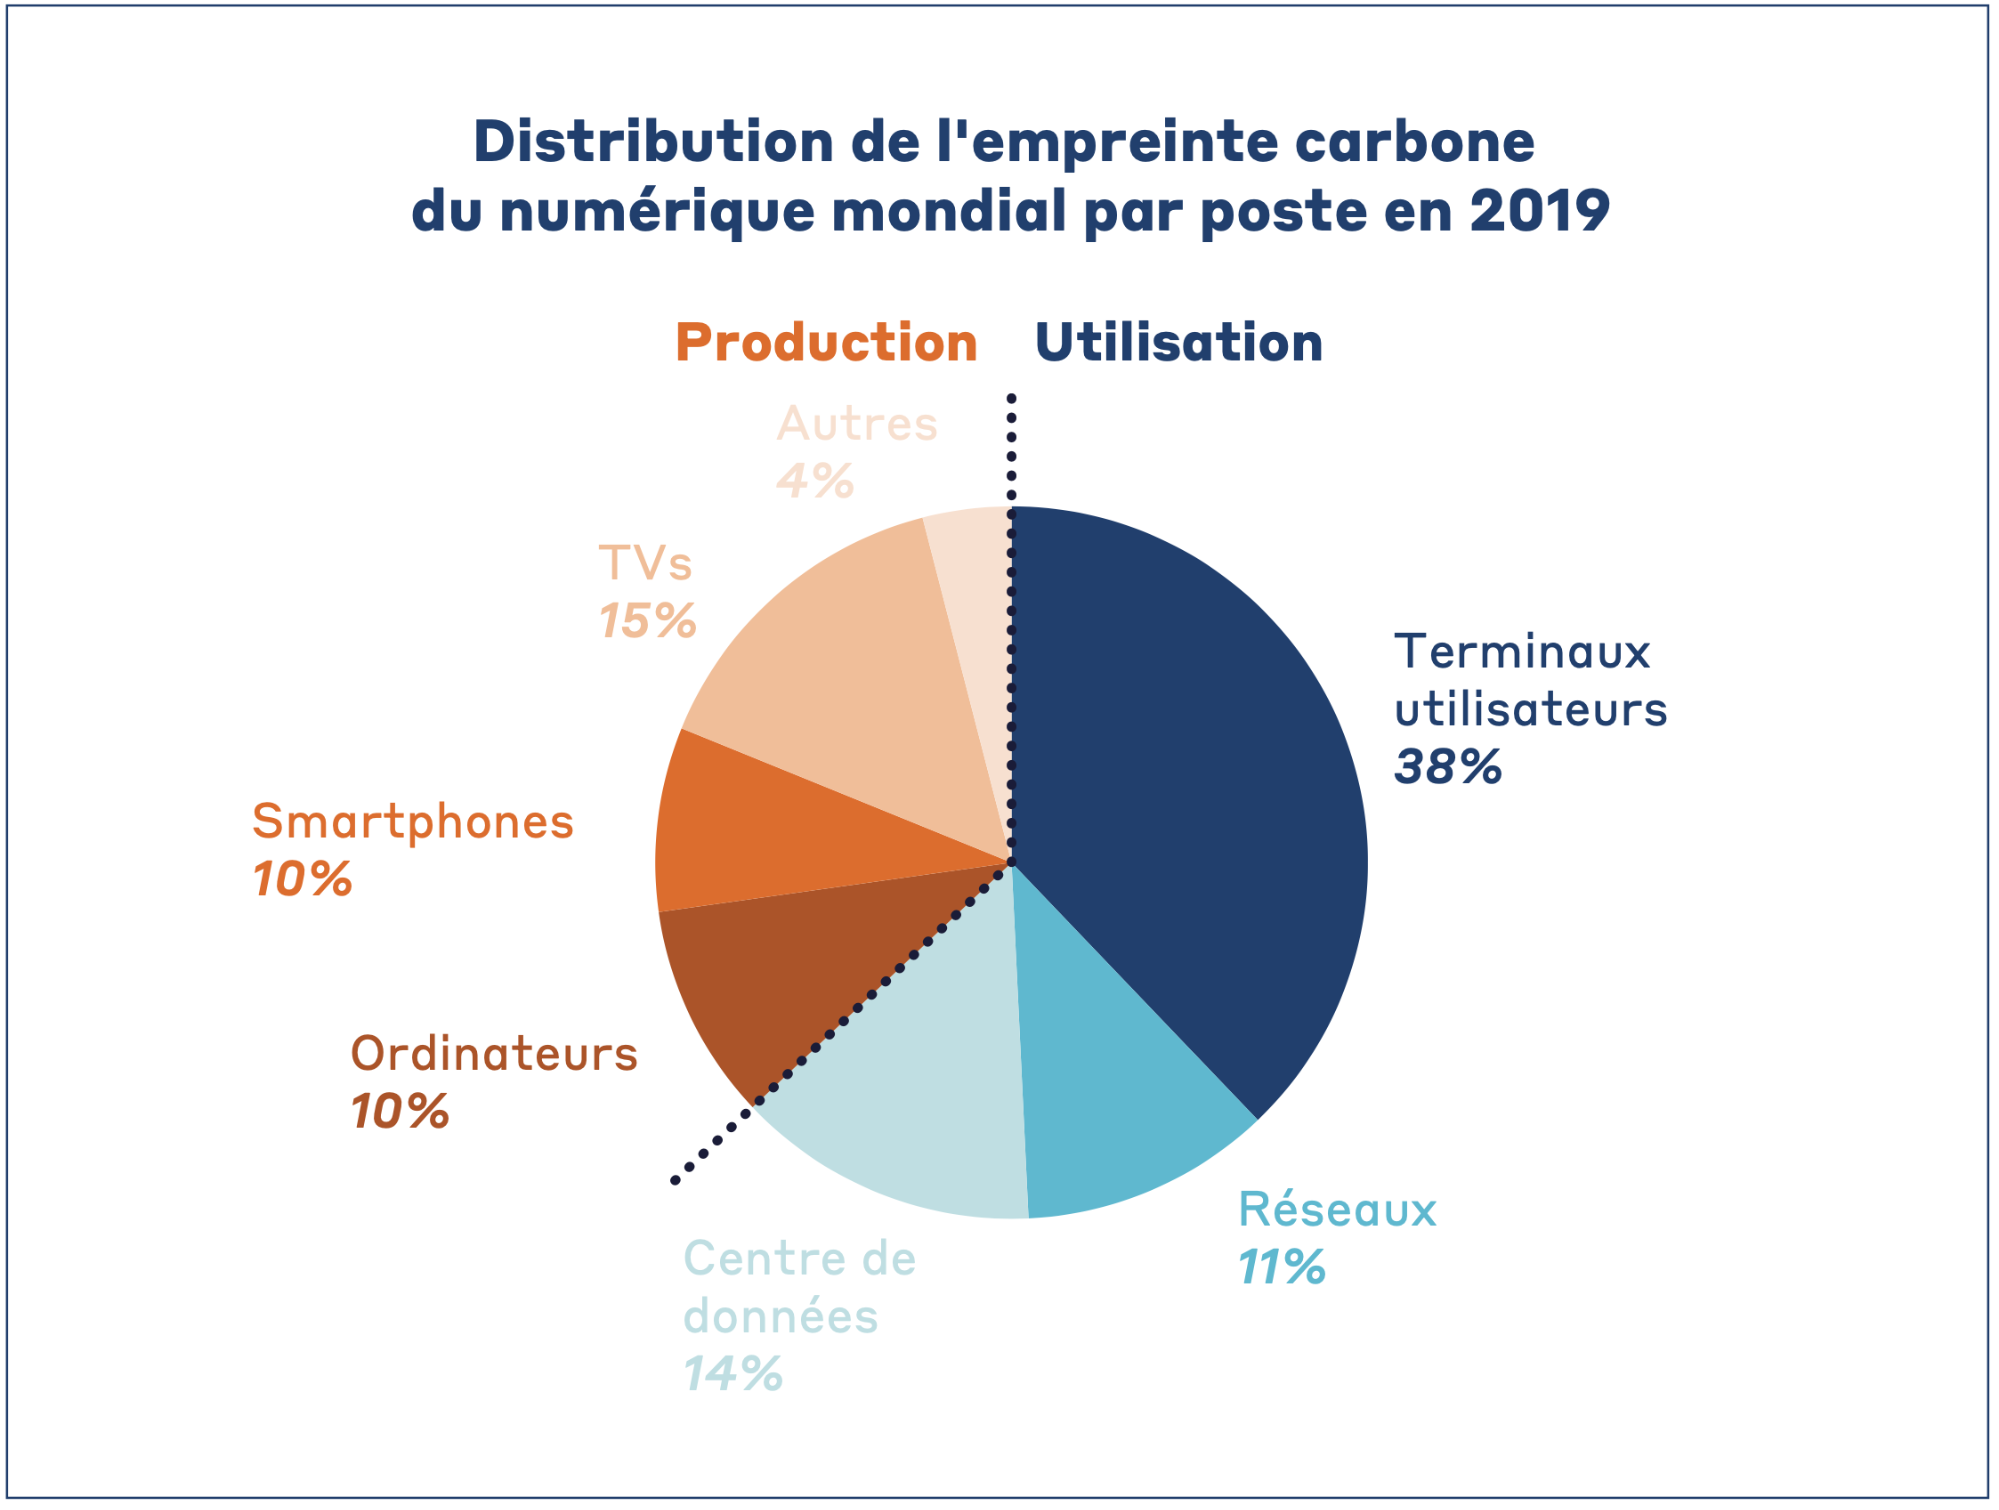 Distribution de l'empreinte carbone
du numérique mondial par poste en 2019
Production
Utilisation
Autres
4%
TVs
15%
Terminaux
utilisateurs
38%
Smartphones
10%
Ordinateurs
10%
Réseaux
11%
Centre de
données
14%